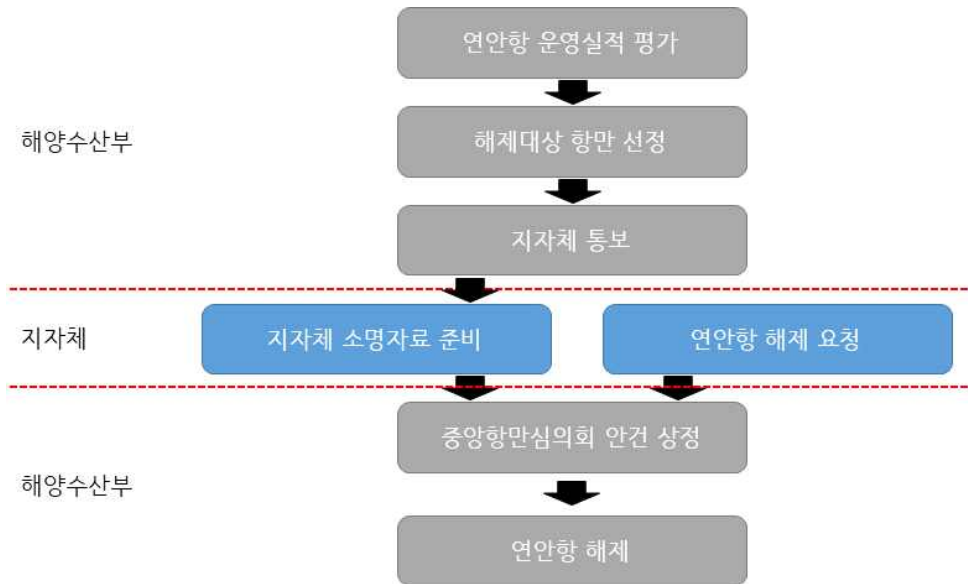 연안항 운영실적 평가
해양수산부
해제대상 항만 선정
지자체 통보
지자체
지자체 소명자료 준비
연안항 해제 요청
중앙항만심의회 안건 상정
해양수산부
연안항 해제